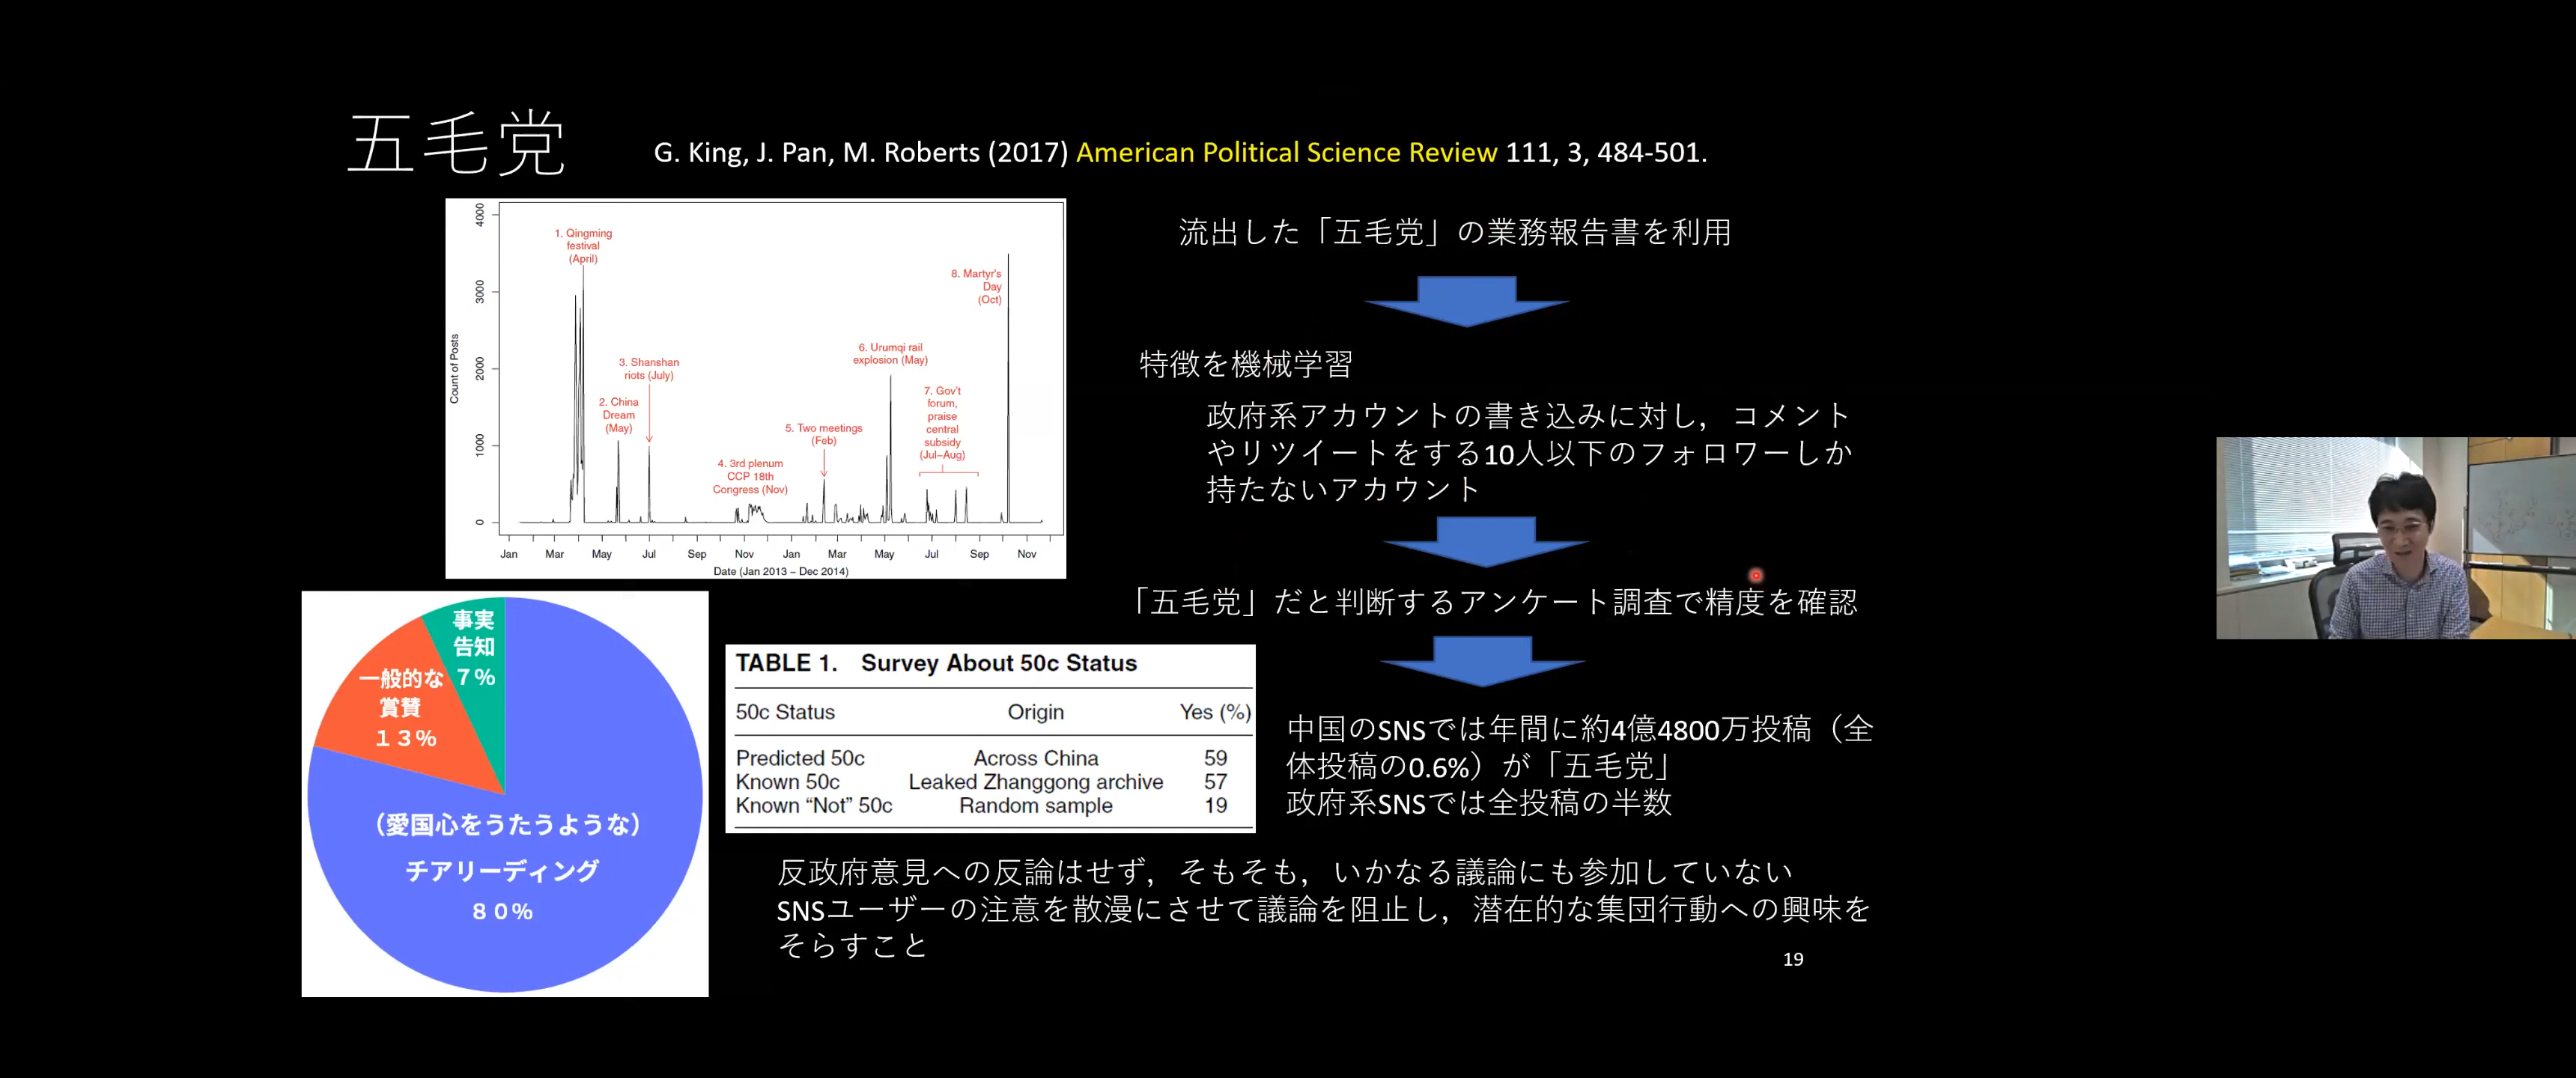 五毛党
G. King, J. Pan, M. Roberts (2017) American Political Science Review 111, 3, 484-501.
4000
3000
2000
1000
0
Count of Posts
1. Qingming
festival
(April)
2. China
Dream
(May)
3. Shanshan
riots (July)
4. 3rd plenum
CCP 18th
Congress (Nov)
5. Two meetings
(Feb)
6. Urumqi rail
explosion (May)
7. Gov't
forum,
praise
central
subsidy
(Jul–Aug)
8. Martyr's
Day
(Oct)
Jan Mar May Jul Sep Nov Jan Mar May Jul Sep Nov
Date (Jan 2013 – Dec 2014)
流出した「五毛党」の業務報告書を利用
特徴を機械学習
政府系アカウントの書き込みに対し，コメント
やリツイートをする10人以下のフォロワーしか
持たないアカウント
「五毛党」だと判断するアンケート調査で精度を確認
中国のSNSでは年間に約4億4800万投稿（全
体投稿の0.6%）が「五毛党」
政府系SNSでは全投稿の半数
事実
告知
７%
一般的な
賞賛
１３%
（愛国心をうたうような）
チアリーディング
８０%
TABLE 1. Survey About 50c Status
50c Status Origin Yes (%)
Predicted 50c Across China 59
Known 50c Leaked Zhanggong archive 57
Known “Not” 50c Random sample 19
反政府意見への反論はせず，そもそも，いかなる議論にも参加していない
SNSユーザーの注意を散漫にさせて議論を阻止し，潜在的な集団行動への興味を
そらすこと
19